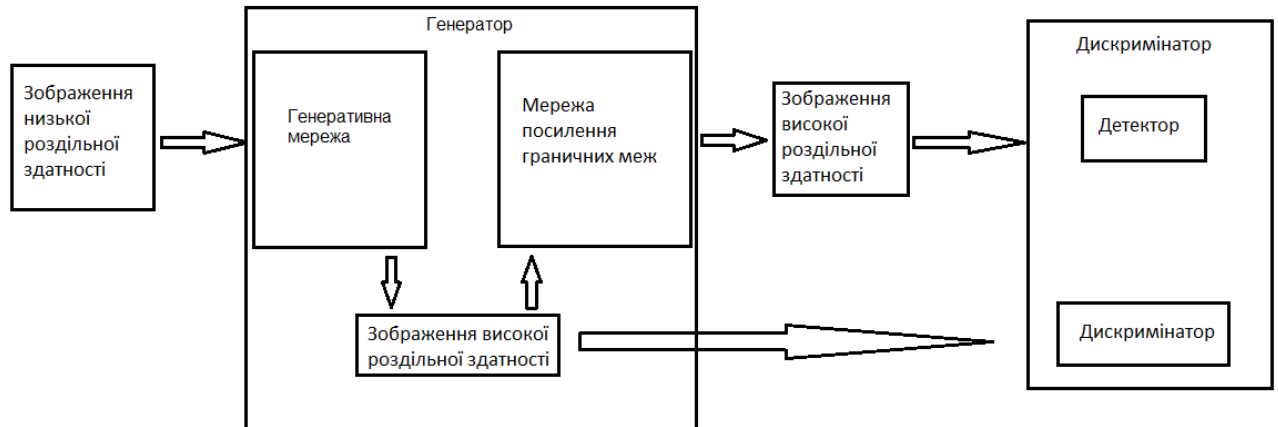 Генератор
Зображення
низької
роздільної
здатності
Генеративна
мережа
Мережа
посилення
граничних меж
Зображення високої
роздільної здатності
Зображення
високої
роздільної
здатності
Дискримінатор
Детектор
Дискримінатор